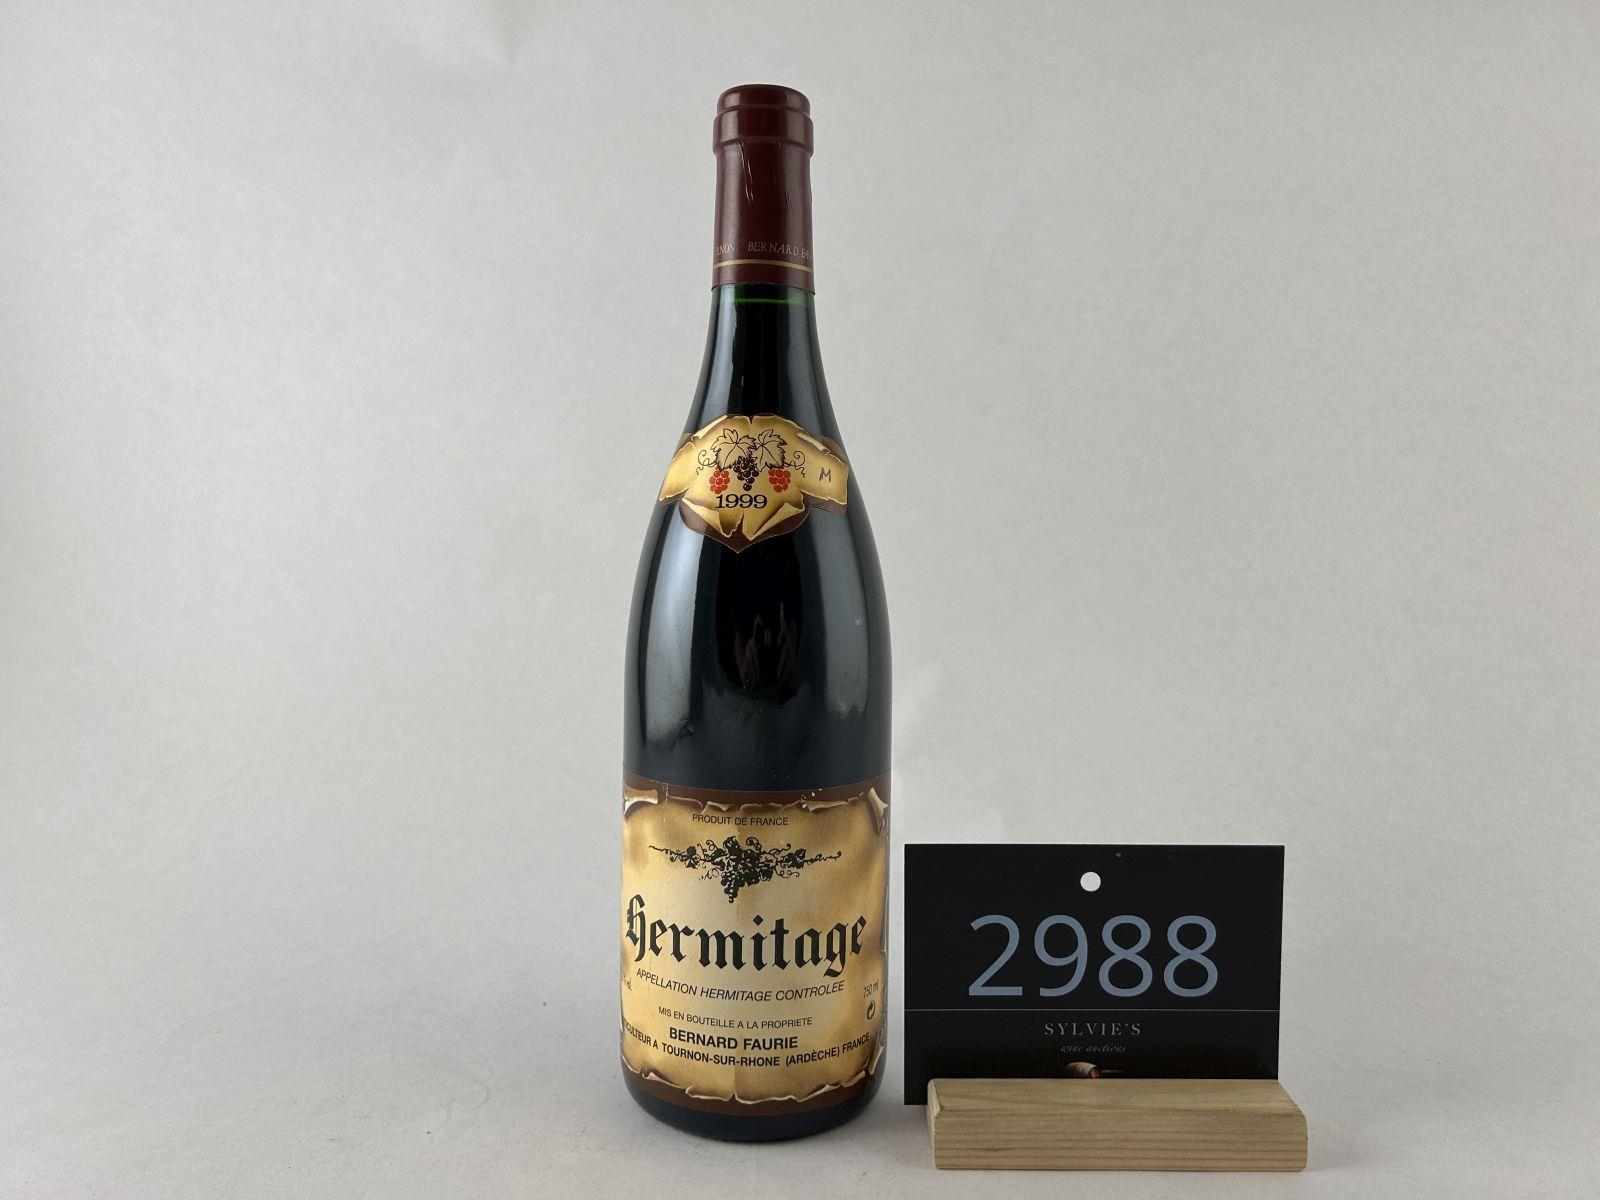 BERNARD
M
1999
PRODUIT DE FRANCE
Hermitage
APPELLATION HERMITAGE CONTROLEE
750 ml
MIS EN BOUTEILLE A LA PROPRIETE
BERNARD FAURIE
A TOURNON-SUR-RHONE (ARDÈCHE) FRANCE
2988
SYLVIE'S
wine auctions